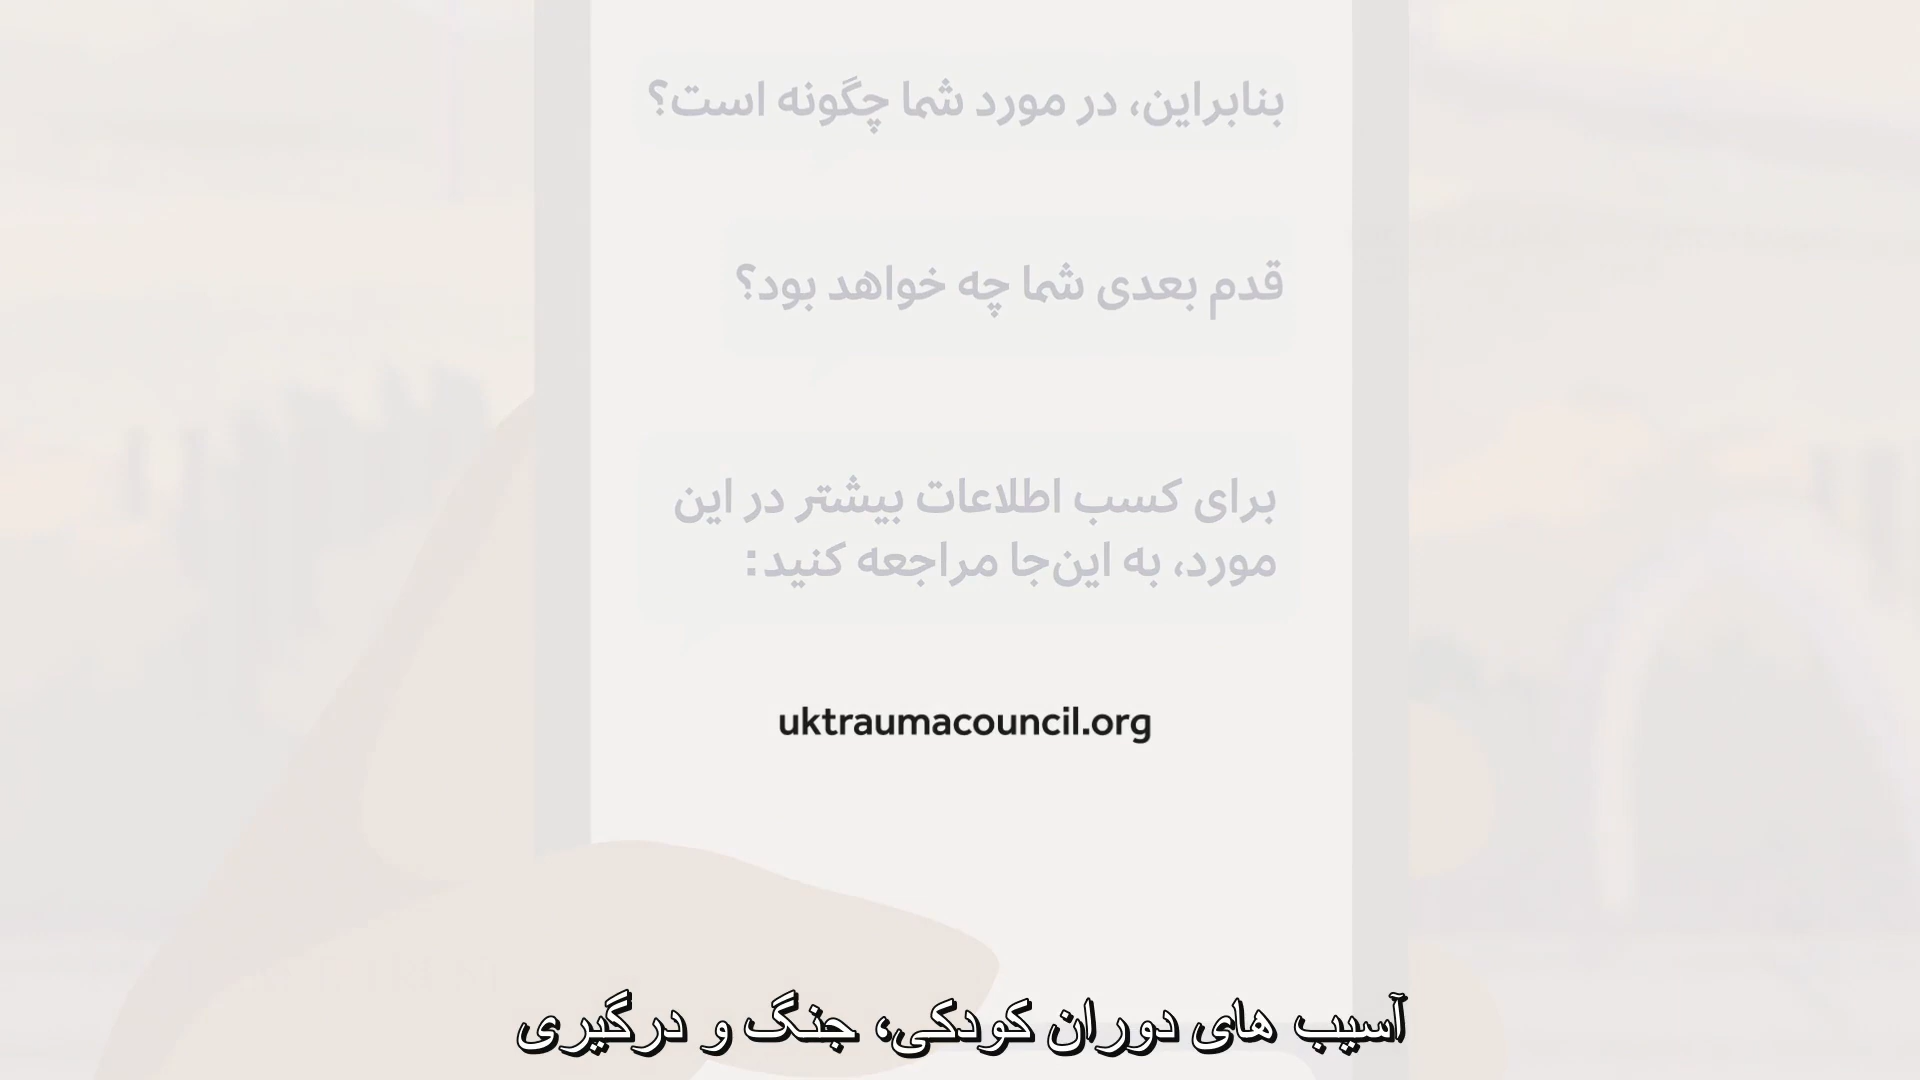 بنابراین، در مورد شما چگونه است؟
قدم بعدی شما چه خواهد بود؟
برای کسب اطلاعات بیشتر در این
مورد، به این‌جا مراجعه کنید:
uktraumacouncil.org
آسیب های دوران کودکی، جنگ و درگیری